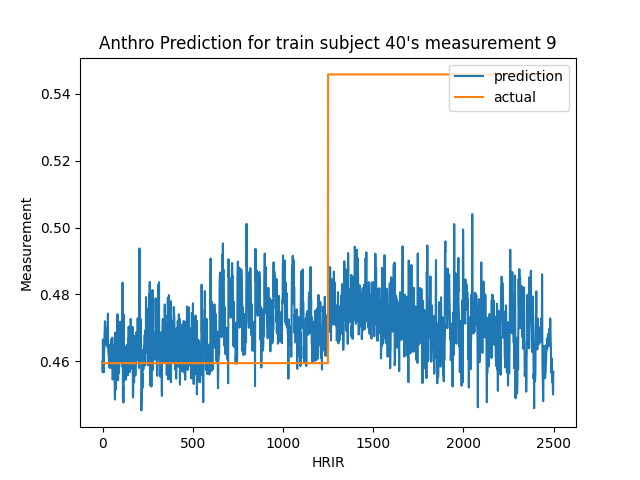 Anthro Prediction for train subject 40's measurement 9
prediction
actual
0.54
0.52
0.50
0.48
0.46
Measurement
0
500
1000
1500
2000
2500
HRIR